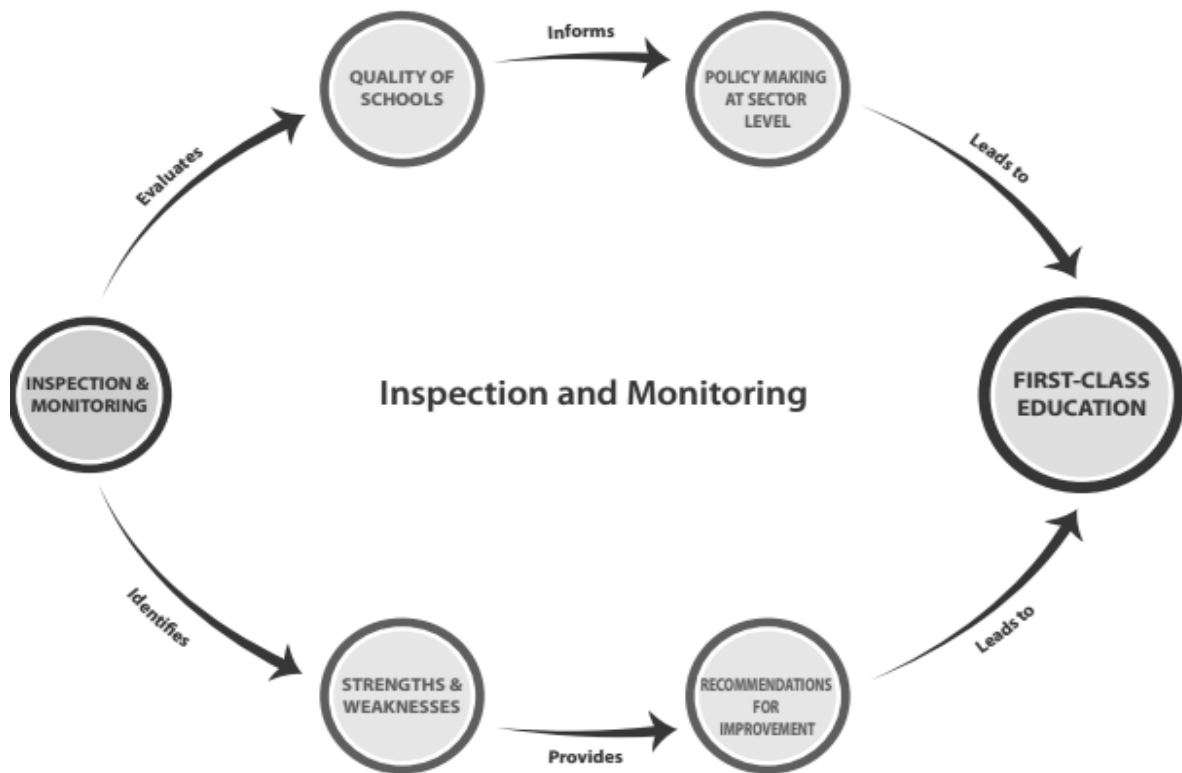 Informs
QUALITY OF
SCHOOLS
POLICY MAKING
AT SECTOR
LEVEL
Evaluates
Leads to
INSPECTION &
MONITORING
Inspection and Monitoring
FIRST-CLASS
EDUCATION
Identifies
STRENGTHS &
WEAKNESSES
Provides
RECOMMENDATIONS
FOR
IMPROVEMENT
Leads to